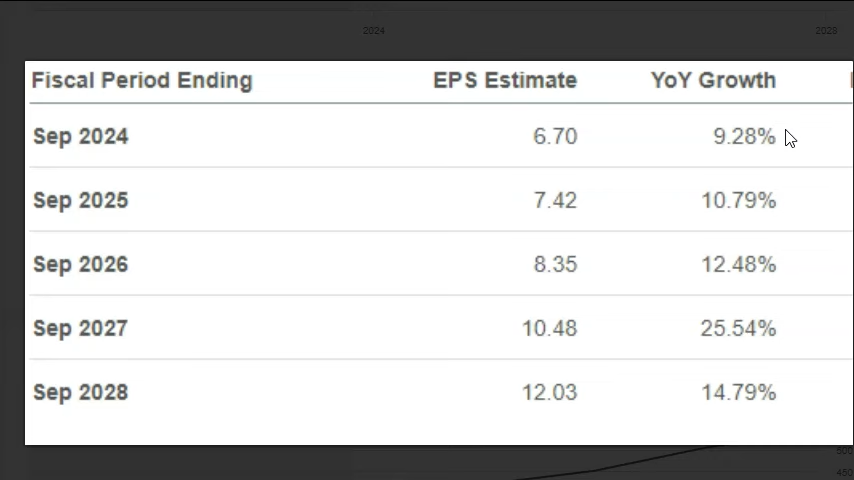 2024 2028
Fiscal Period Ending EPS Estimate YoY Growth
Sep 2024 6.70 9.28%
Sep 2025 7.42 10.79%
Sep 2026 8.35 12.48%
Sep 2027 10.48 25.54%
Sep 2028 12.03 14.79%
500
450